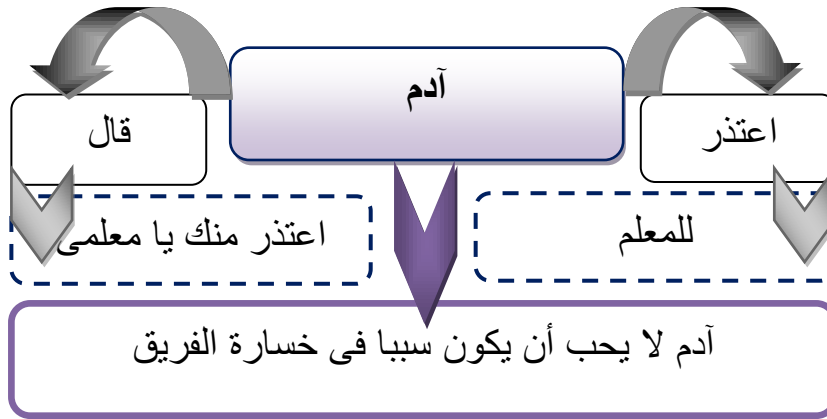 آدم
اعتذر
قال
للمعلم
اعتذر منك يا معلمى
آدم لا يحب أن يكون سببا فى خسارة الفريق